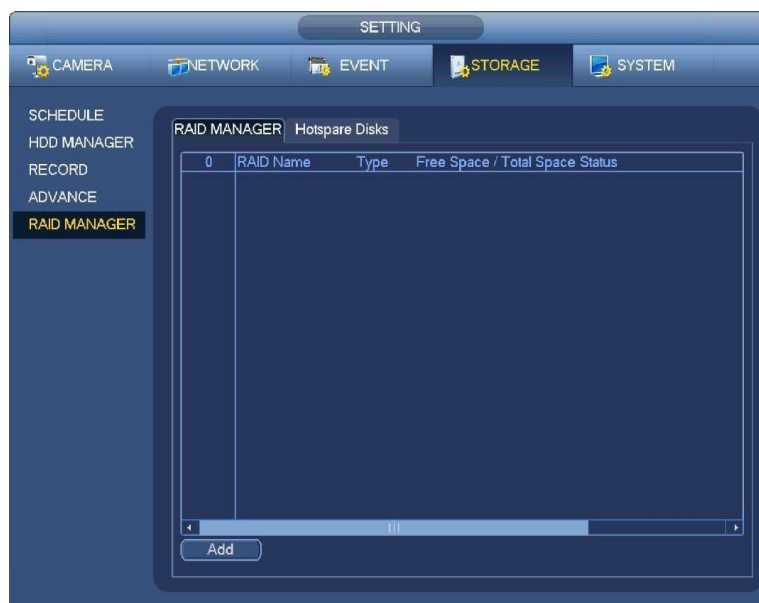 SETTING
CAMERA NETWORK EVENT STORAGE SYSTEM
SCHEDULE
HDD MANAGER
RECORD
ADVANCE
RAID MANAGER
RAID MANAGER Hotspare Disks
0 RAID Name Type Free Space / Total Space Status
Add